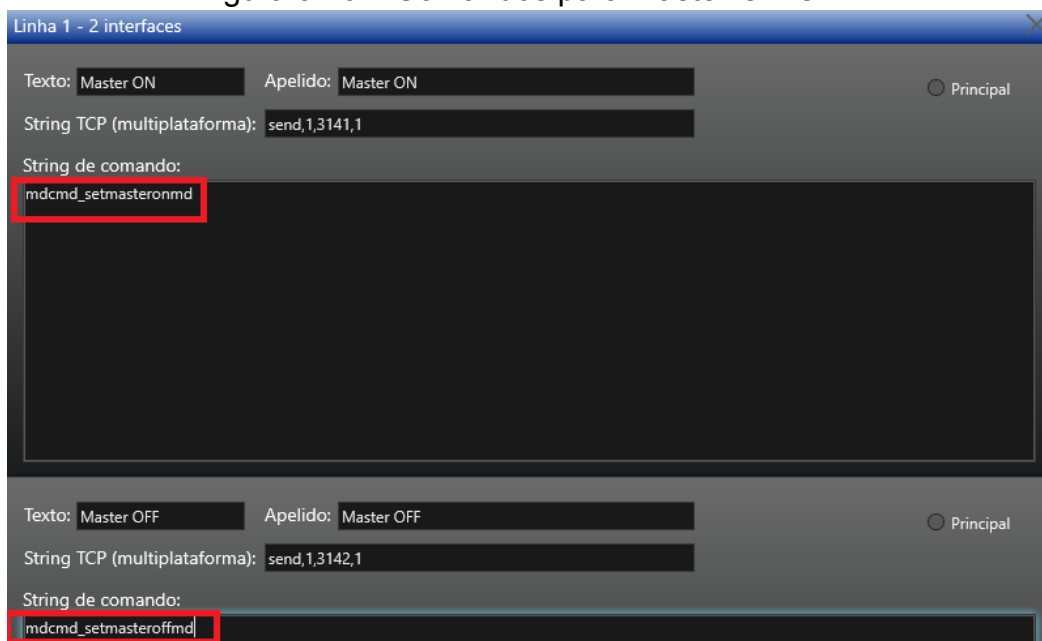 Linha 1 - 2 interfaces
Texto: Master ON Apelido: Master ON
Principal
String TCP (multiplataforma): send,1,3141,1
String de comando:
mdcmd_setmasteronmd
Texto: Master OFF Apelido: Master OFF
Principal
String TCP (multiplataforma): send,1,3142,1
String de comando:
mdcmd_setmasteroffmd